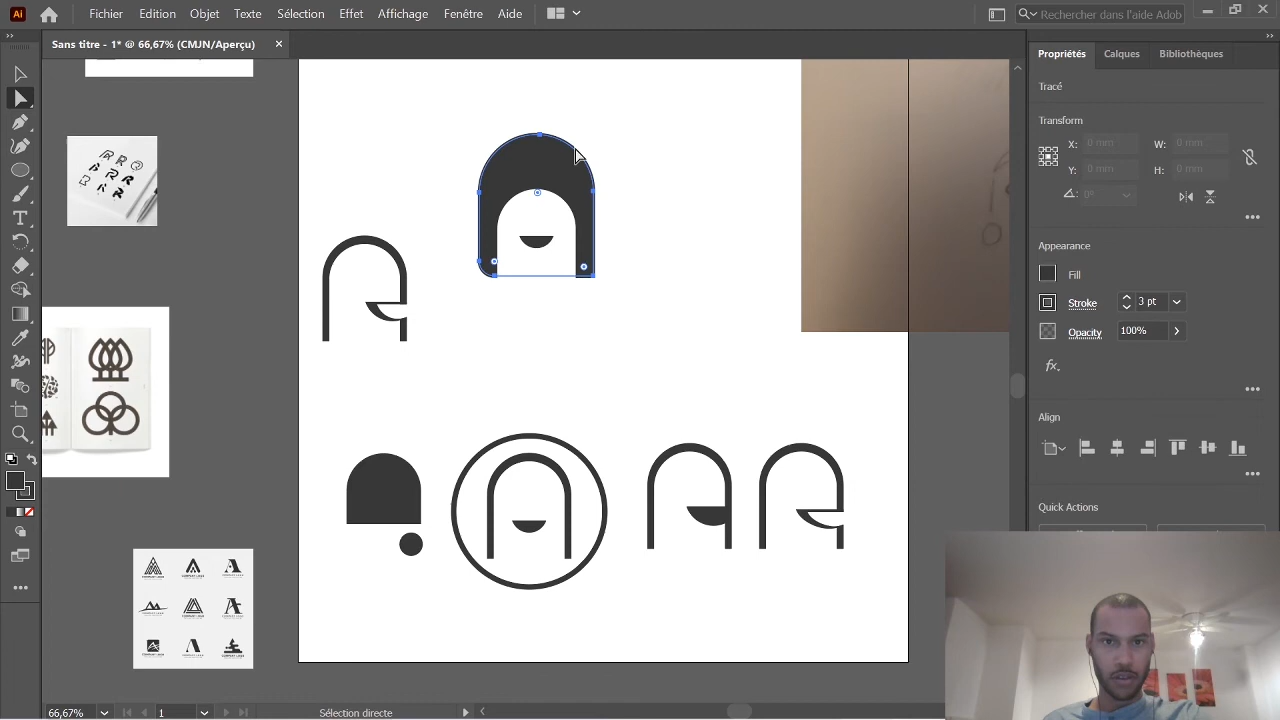 Ai
Fichier Edition Objet Texte Sélection Effet Affichage Fenêtre Aide
Rechercher dans l'aide Adob
Sans titre - 1* @ 66,67% (CMJN/Aperçu)
Propriétés Calques Bibliothèques
Tracé
Transform
X: 0 mm W: 0 mm
Y: 0 mm H: 0 mm
0°
Appearance
Fill
Stroke 3 pt
Opacity 100%
fx.
Align
Quick Actions
66,67% 1 Sélection directe